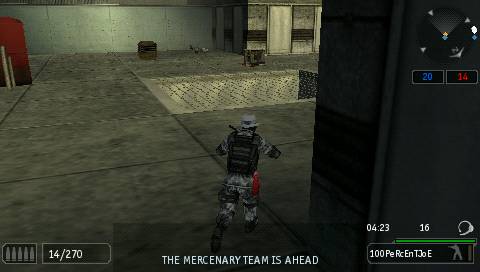 20 14
04:23 16
14/270
100PeRcEnTJoE
THE MERCENARY TEAM IS AHEAD